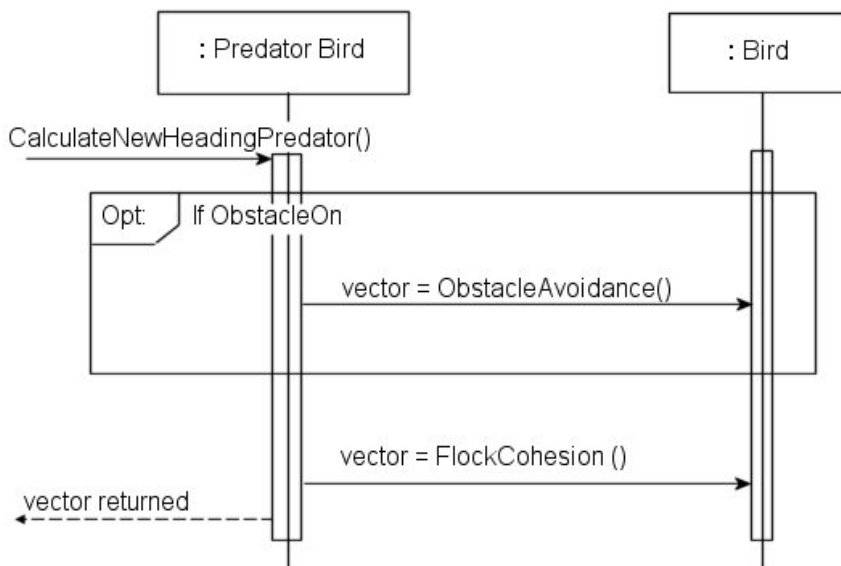 : Predator Bird
: Bird
CalculateNewHeadingPredator()
Opt:
If ObstacleOn
vector = ObstacleAvoidance()
vector = FlockCohesion ()
vector returned